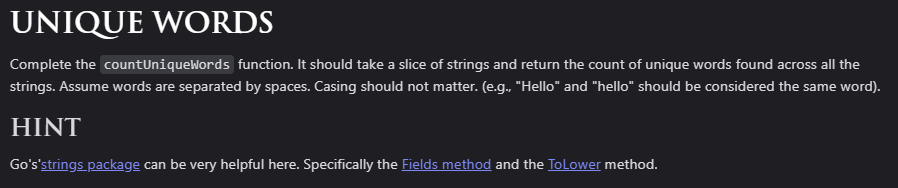 UNIQUE WORDS
Complete the countUniqueWords function. It should take a slice of strings and return the count of unique words found across all the
strings. Assume words are separated by spaces. Casing should not matter. (e.g., "Hello" and "hello" should be considered the same word).
HINT
Go's'strings package can be very helpful here. Specifically the Fields method and the ToLower method.